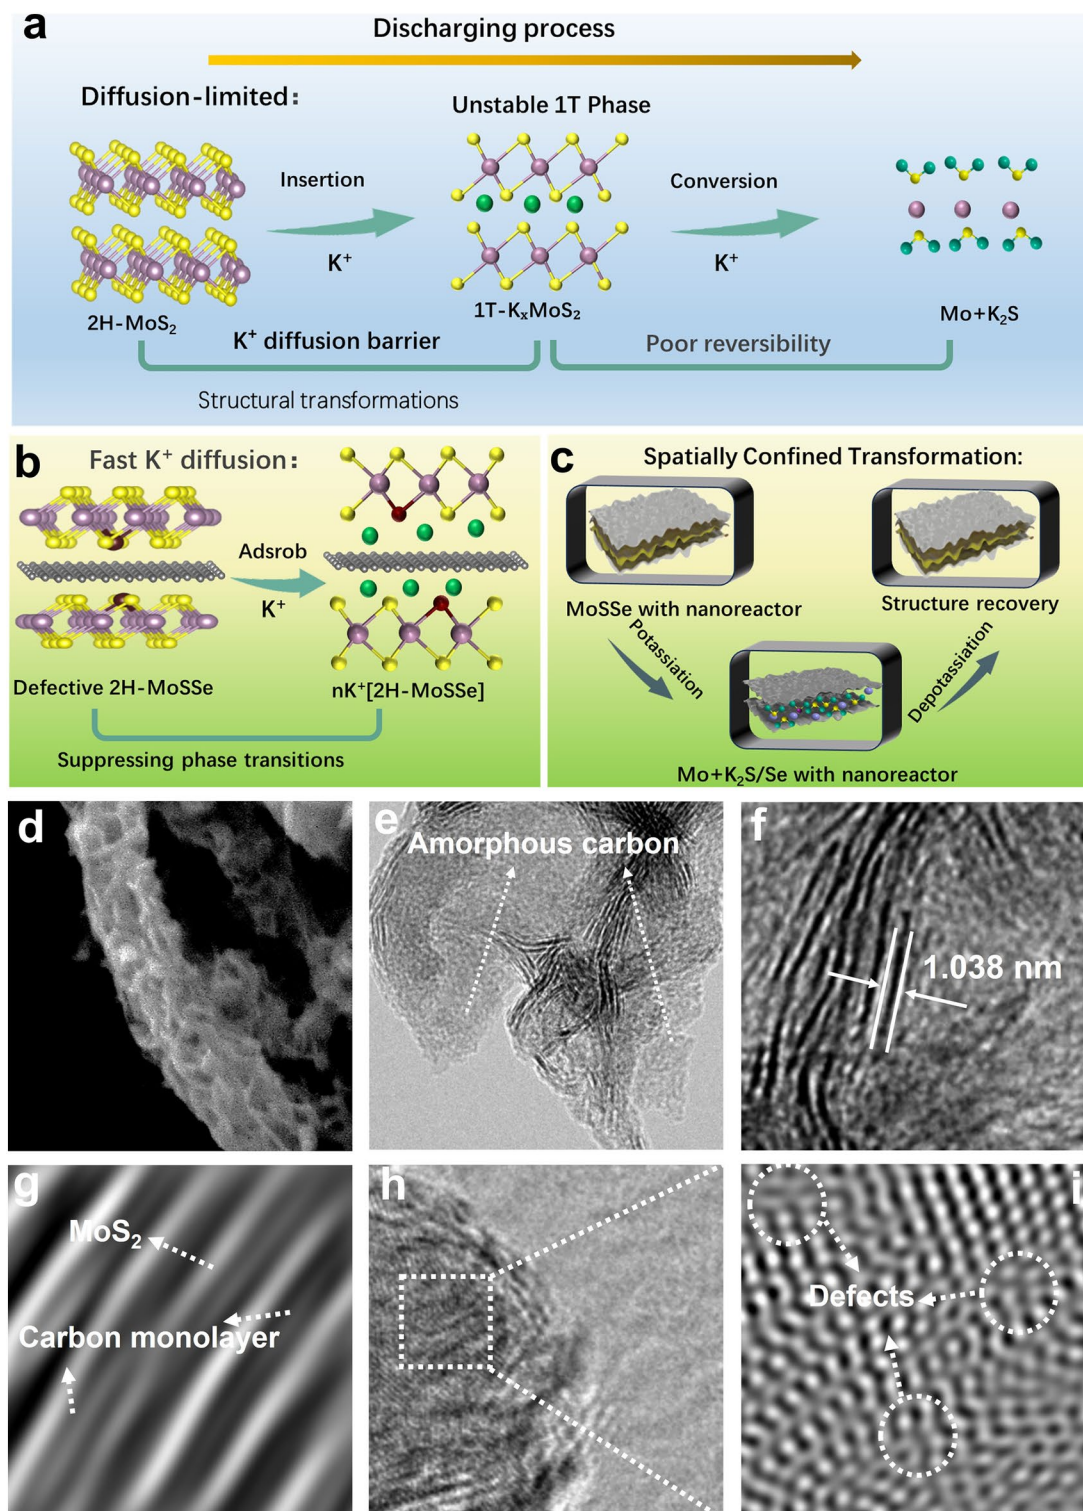 a
Discharging process
Diffusion-limited:
Unstable 1T Phase
Insertion
Conversion
K⁺
K⁺
2H-MoS₂
1T-KₓMoS₂
Mo+K₂S
K⁺ diffusion barrier
Poor reversibility
Structural transformations
b
Fast K⁺ diffusion:
Adsrob
K⁺
Defective 2H-MoSSe
nK⁺[2H-MoSSe]
Suppressing phase transitions
c
Spatially Confined Transformation:
MoSSe with nanoreactor
Structure recovery
Potassiation
Depotassiation
Mo+K₂S/Se with nanoreactor
d
e
Amorphous carbon
f
1.038 nm
g
MoS₂
Carbon monolayer
h
i
Defects